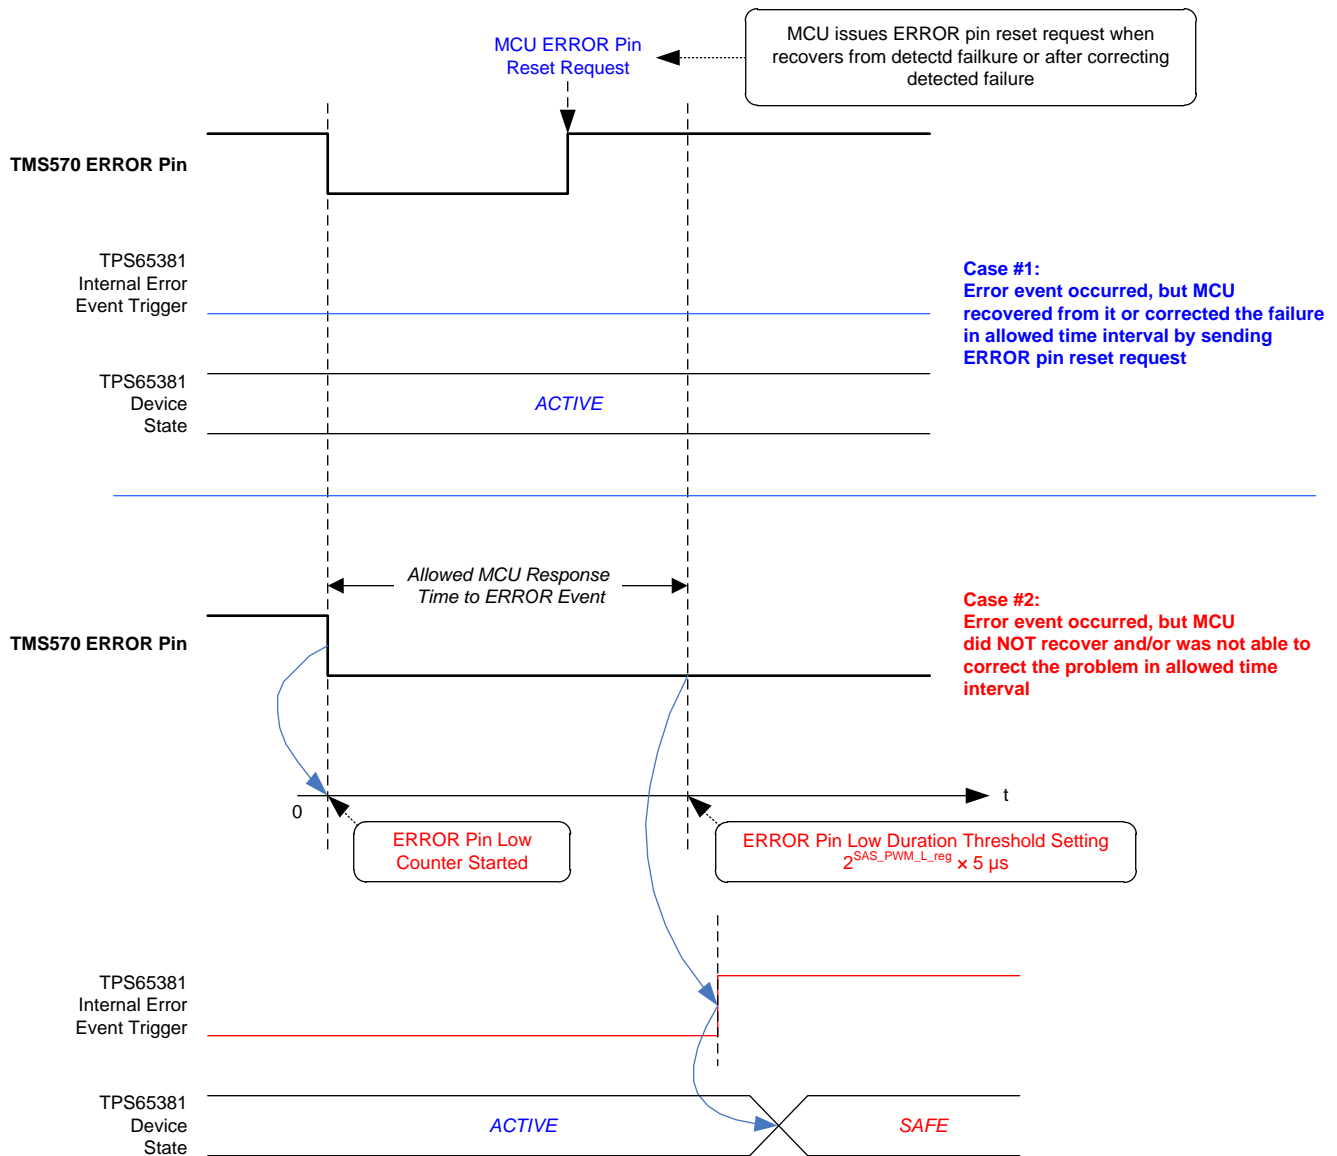 MCU ERROR Pin
Reset Request
MCU issues ERROR pin reset request when
recovers from detectd failkure or after correcting
detected failure
TMS570 ERROR Pin
TPS65381
Internal Error
Event Trigger
Case #1:
Error event occurred, but MCU
recovered from it or corrected the failure
in allowed time interval by sending
ERROR pin reset request
TPS65381
Device
State
ACTIVE
Allowed MCU Response
Time to ERROR Event
TMS570 ERROR Pin
Case #2:
Error event occurred, but MCU
did NOT recover and/or was not able to
correct the problem in allowed time
interval
0
t
ERROR Pin Low
Counter Started
ERROR Pin Low Duration Threshold Setting
2^SAS_PWM_L_reg × 5 µs
TPS65381
Internal Error
Event Trigger
TPS65381
Device
State
ACTIVE
SAFE